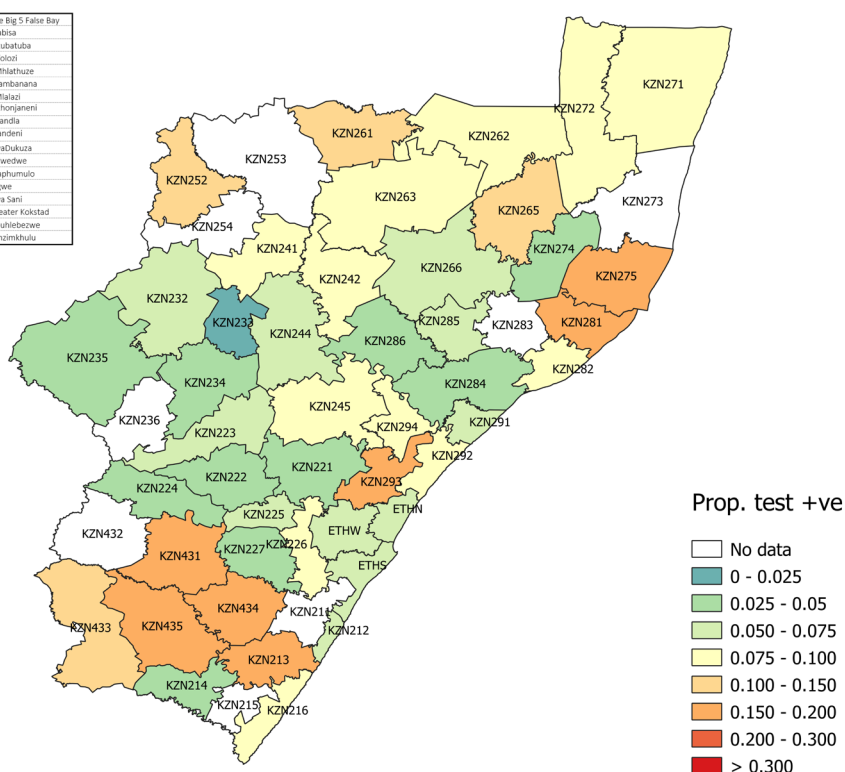 e Big 5 False Bay
abisa
ubatuba
olozi
Mhlathuze
ambanana
Mlalazi
honjaneni
andla
andeni
aDukuza
wedwe
aphumulo
gwe
a Sani
eater Kokstad
uhlebezwe
mzimkhulu
KZN271
KZN272
KZN261
KZN262
KZN253
KZN252
KZN263
KZN273
KZN265
KZN254
KZN241
KZN274
KZN266
KZN275
KZN242
KZN232
KZN233
KZN244
KZN285
KZN283
KZN281
KZN286
KZN235
KZN282
KZN234
KZN284
KZN245
KZN236
KZN291
KZN294
KZN223
KZN292
KZN221
KZN222
KZN293
KZN224
ETHN
KZN225
ETHW
KZN432
KZN226
KZN227
KZN431
ETHS
KZN434
KZN211
KZN433
KZN435
KZN212
KZN213
KZN214
KZN215
KZN216
Prop. test +ve
No data
0 - 0.025
0.025 - 0.05
0.050 - 0.075
0.075 - 0.100
0.100 - 0.150
0.150 - 0.200
0.200 - 0.300
> 0.300